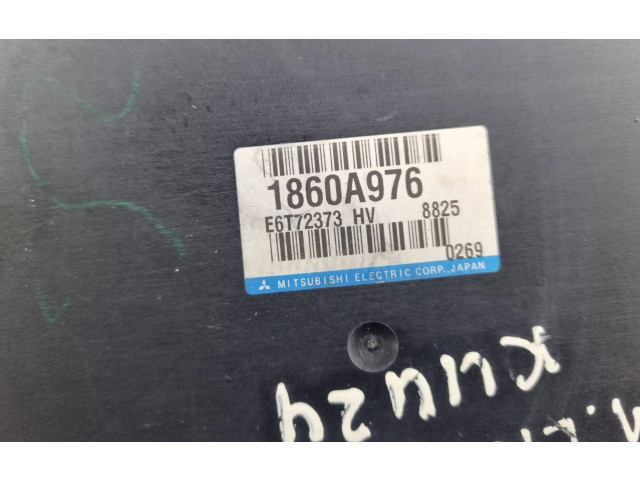 1860A976
E6T72373 HV 8825
0269
MITSUBISHI ELECTRIC CORP., JAPAN